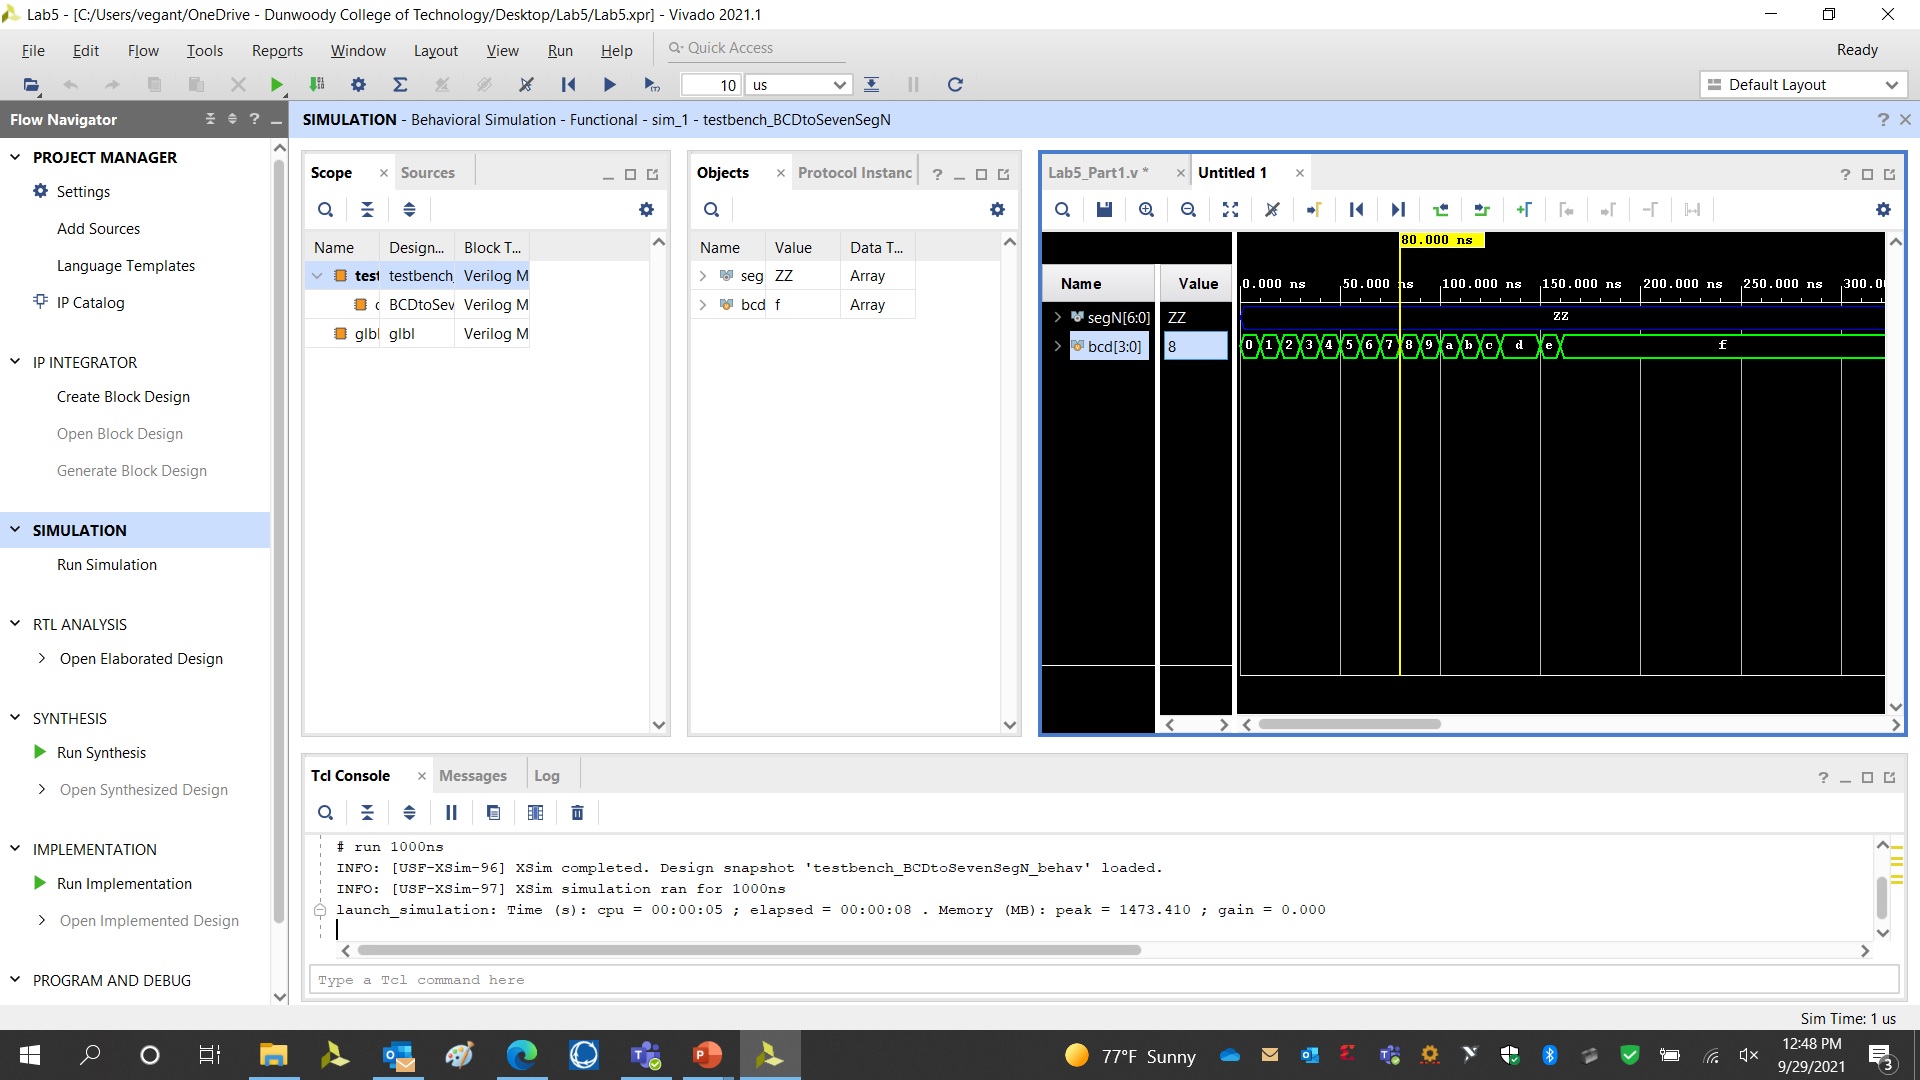 Lab5 - [C:/Users/vegant/OneDrive - Dunwoody College of Technology/Desktop/Lab5/Lab5.xpr] - Vivado 2021.1
File Edit Flow Tools Reports Window Layout View Run Help Quick Access Ready
10 us Default Layout
Flow Navigator
SIMULATION - Behavioral Simulation - Functional - sim_1 - testbench_BCDtoSevenSegN
PROJECT MANAGER
Settings
Add Sources
Language Templates
IP Catalog
IP INTEGRATOR
Create Block Design
Open Block Design
Generate Block Design
SIMULATION
Run Simulation
RTL ANALYSIS
Open Elaborated Design
SYNTHESIS
Run Synthesis
Open Synthesized Design
IMPLEMENTATION
Run Implementation
Open Implemented Design
PROGRAM AND DEBUG
Scope Sources
Name Design... Block T...
test testbench_ Verilog M
c BCDtoSev Verilog M
glbl glbl Verilog M
Objects Protocol Instanc
Name Value Data T...
seg ZZ Array
bcd f Array
Lab5_Part1.v * Untitled 1
80.000 ns
Name Value 0.000 ns 50.000 ns 100.000 ns 150.000 ns 200.000 ns 250.000 ns 300.0
segN[6:0] ZZ ZZ
bcd[3:0] 8 0 1 2 3 4 5 6 7 8 9 a b c d e f
Tcl Console Messages Log
# run 1000ns
INFO: [USF-XSim-96] XSim completed. Design snapshot 'testbench_BCDtoSevenSegN_behav' loaded.
INFO: [USF-XSim-97] XSim simulation ran for 1000ns
launch_simulation: Time (s): cpu = 00:00:05 ; elapsed = 00:00:08 . Memory (MB): peak = 1473.410 ; gain = 0.000
Type a Tcl command here
Sim Time: 1 us
77°F Sunny
12:48 PM
9/29/2021
3